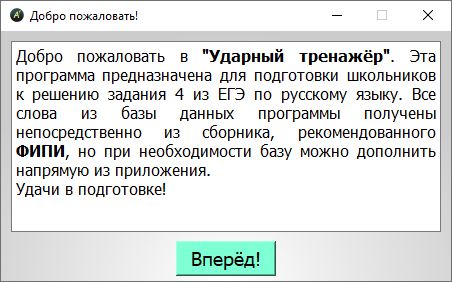 Добро пожаловать!
Добро пожаловать в "Ударный тренажёр". Эта
программа предназначена для подготовки школьников
к решению задания 4 из ЕГЭ по русскому языку. Все
слова из базы данных программы получены
непосредственно из сборника, рекомендованного
ФИПИ, но при необходимости базу можно дополнить
напрямую из приложения.
Удачи в подготовке!
Вперёд!